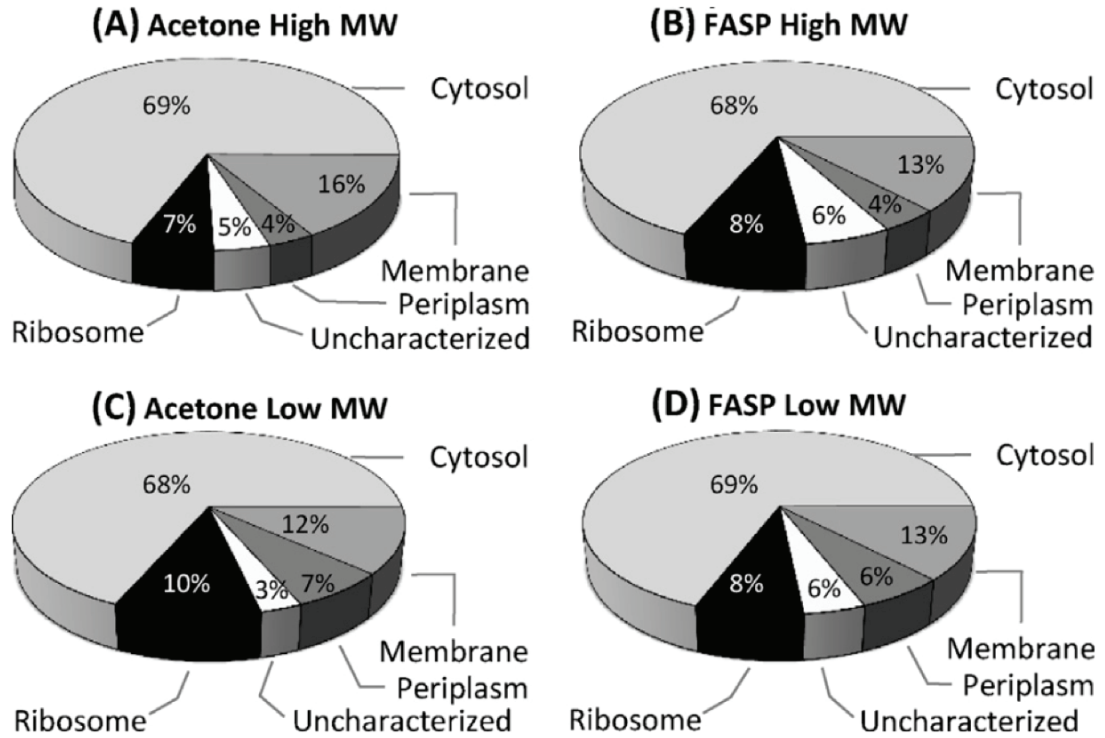 (A) Acetone High MW
Cytosol
69%
16%
4%
5%
7%
Membrane
Periplasm
Uncharacterized
Ribosome
(B) FASP High MW
Cytosol
68%
13%
4%
6%
8%
Membrane
Periplasm
Uncharacterized
Ribosome
(C) Acetone Low MW
Cytosol
68%
12%
7%
3%
10%
Membrane
Periplasm
Uncharacterized
Ribosome
(D) FASP Low MW
Cytosol
69%
13%
6%
6%
8%
Membrane
Periplasm
Uncharacterized
Ribosome